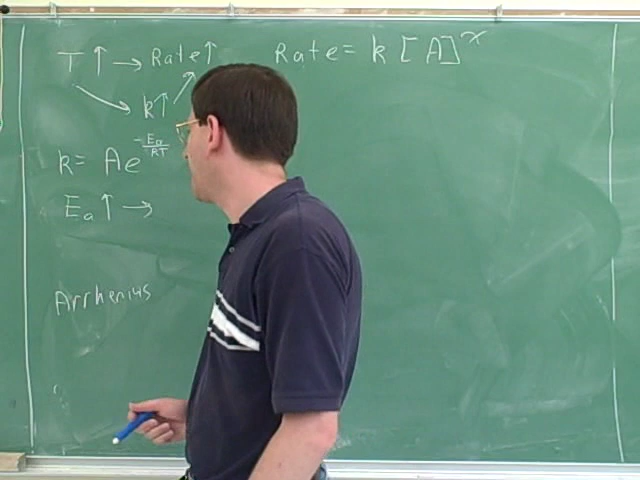 T ↑ → Rate ↑
Rate = k [A]^x
k ↑
k = Ae^(-Ea/RT)
Ea ↑ →
Arrhenius